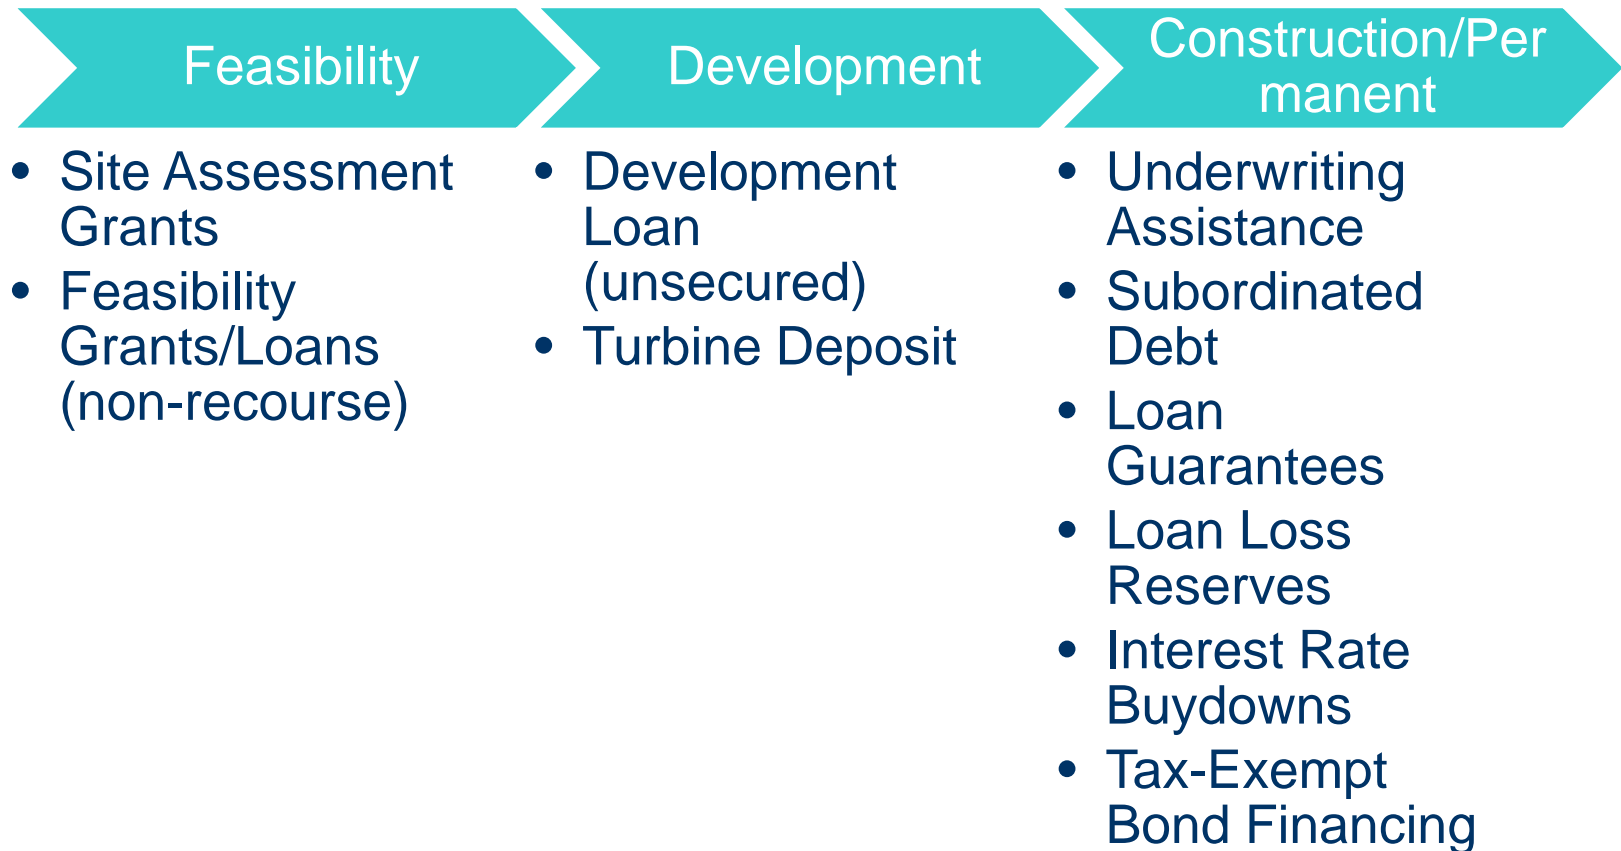 Feasibility
Development
Construction/Per
manent
• Site Assessment
Grants
• Feasibility
Grants/Loans
(non-recourse)
• Development
Loan
(unsecured)
• Turbine Deposit
• Underwriting
Assistance
• Subordinated
Debt
• Loan
Guarantees
• Loan Loss
Reserves
• Interest Rate
Buydowns
• Tax-Exempt
Bond Financing